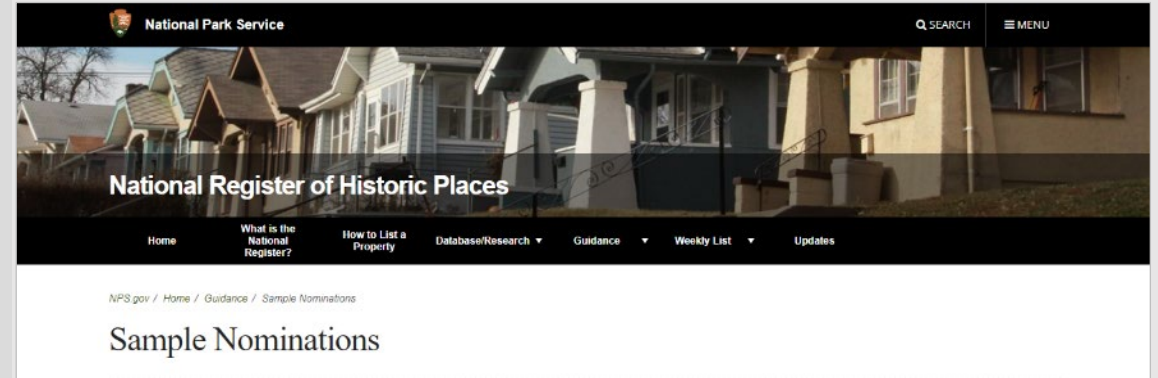 National Park Service
SEARCH
MENU
National Register of Historic Places
Home
What is the
National
Register?
How to List a
Property
Database/Research
Guidance
Weekly List
Updates
NPS.gov / Home / Guidance / Sample Nominations
Sample Nominations